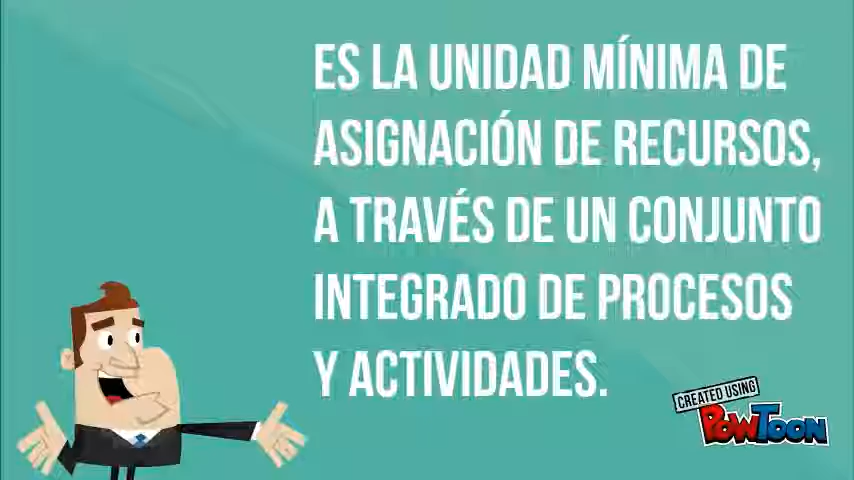 ES LA UNIDAD MÍNIMA DE
ASIGNACIÓN DE RECURSOS,
A TRAVÉS DE UN CONJUNTO
INTEGRADO DE PROCESOS
Y ACTIVIDADES.
CREATED USING
POWTOON